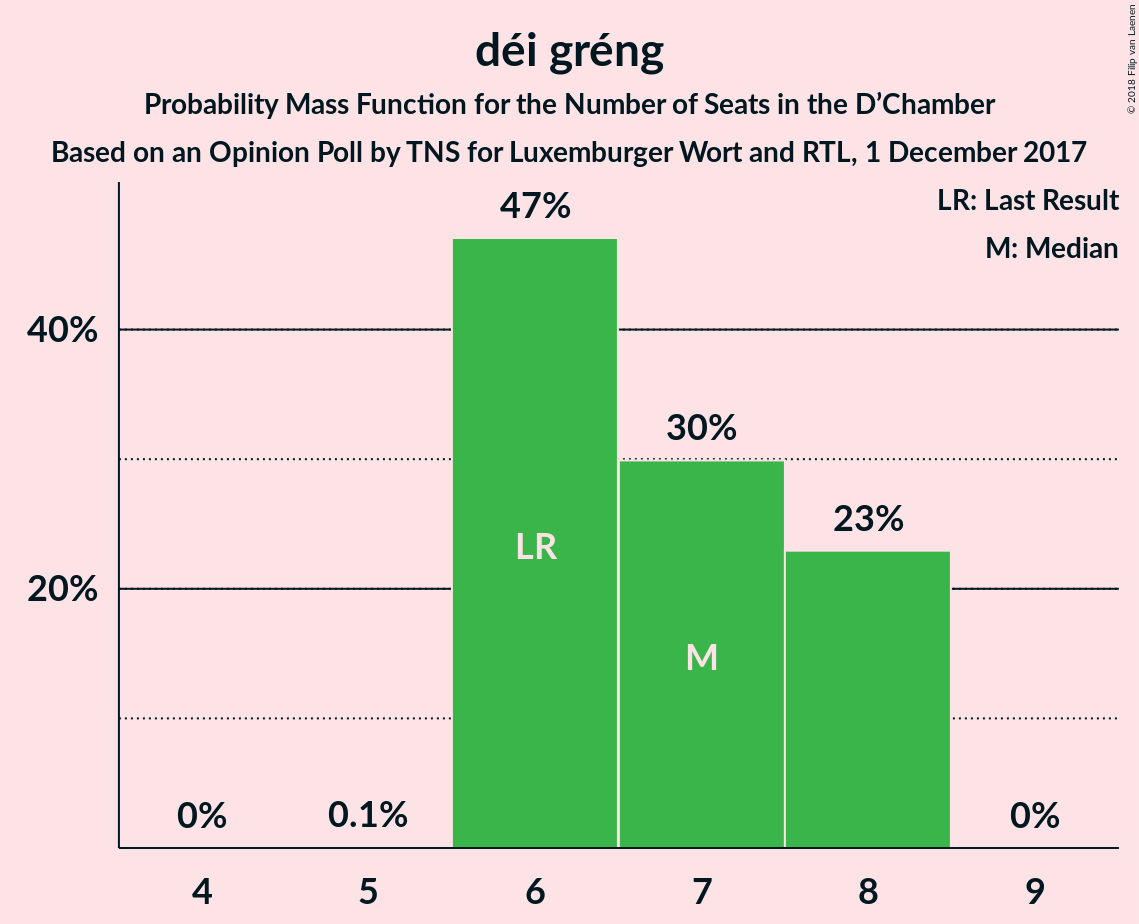 déi gréng
Probability Mass Function for the Number of Seats in the D’Chamber
Based on an Opinion Poll by TNS for Luxemburger Wort and RTL, 1 December 2017
© 2018 Filip van Laenen
LR: Last Result
M: Median
47%
40%
30%
23%
LR
20%
M
0%
0.1%
0%
4
5
6
7
8
9